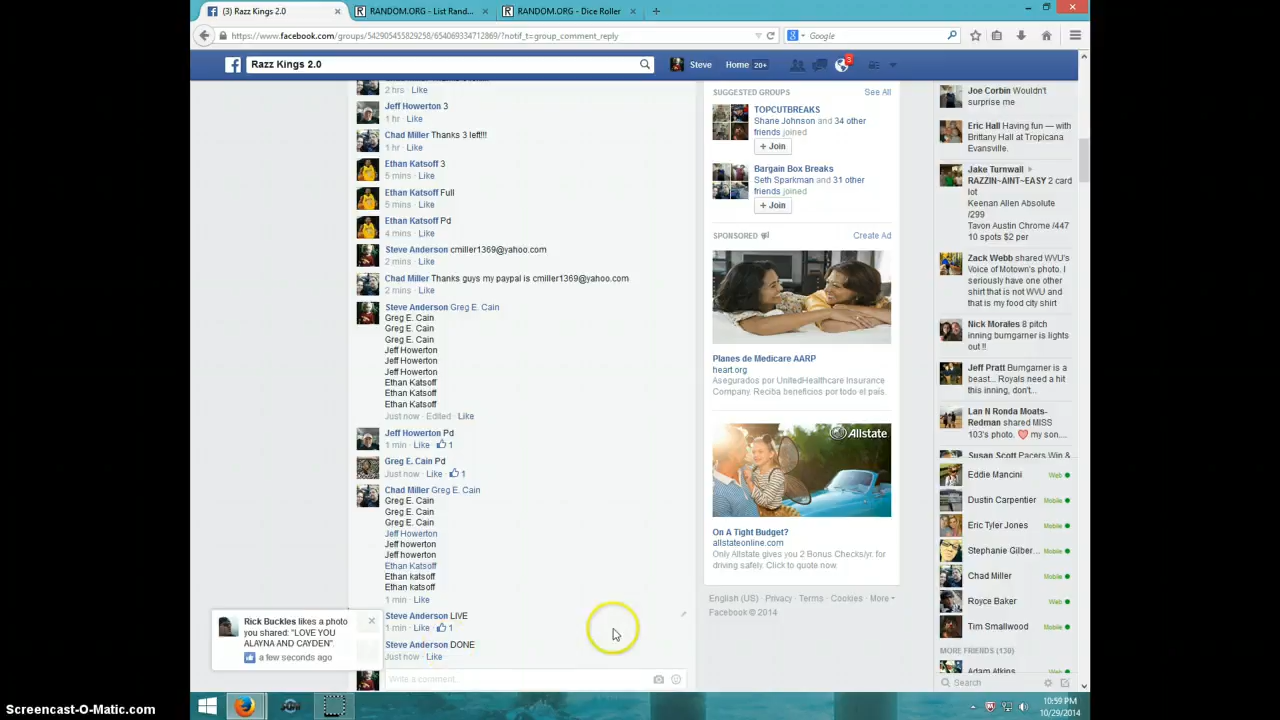 (3) Razz Kings 2.0
RANDOM.ORG - List Rand...
RANDOM.ORG - Dice Roller
https://www.facebook.com/groups/542905455829258/654069334712869/?notif_t=group_comment_reply
Google
Razz Kings 2.0
Steve
Home 20+
3
2 hrs · Like
Jeff Howerton 3
1 hr · Like
Chad Miller Thanks 3 left!!!
1 hr · Like
Ethan Katsoff 3
5 mins · Like
Ethan Katsoff Full
5 mins · Like
Ethan Katsoff Pd
4 mins · Like
Steve Anderson cmiller1369@yahoo.com
2 mins · Like
Chad Miller Thanks guys my paypal is cmiller1369@yahoo.com
2 mins · Like
Steve Anderson Greg E. Cain
Greg E. Cain
Greg E. Cain
Greg E. Cain
Jeff Howerton
Jeff Howerton
Jeff Howerton
Ethan Katsoff
Ethan Katsoff
Ethan Katsoff
Just now · Edited · Like
Jeff Howerton Pd
1 min · Like · 1
Greg E. Cain Pd
Just now · Like · 1
Chad Miller Greg E. Cain
Greg E. Cain
Greg E. Cain
Greg E. Cain
Jeff Howerton
Jeff howerton
Jeff howerton
Ethan Katsoff
Ethan katsoff
Ethan katsoff
1 min · Like
Steve Anderson LIVE
1 min · Like · 1
Steve Anderson DONE
Just now · Like
Write a comment...
Rick Buckles likes a photo
you shared: "LOVE YOU
ALAYNA AND CAYDEN".
a few seconds ago
SUGGESTED GROUPS
See All
TOPCUTBREAKS
Shane Johnson and 34 other
friends joined
+ Join
Bargain Box Breaks
Seth Sparkman and 31 other
friends joined
+ Join
SPONSORED
Create Ad
Planes de Medicare AARP
heart.org
Asegurados por UnitedHealthcare Insurance
Company. Reciba beneficios por todo el país.
Allstate
On A Tight Budget?
allstateonline.com
Only Allstate gives you 2 Bonus Checks/yr. for
driving safely. Click to quote now.
English (US) · Privacy · Terms · Cookies · More
Facebook © 2014
Joe Corbin Wouldn't
surprise me
Eric Hall Having fun — with
Brittany Hall at Tropicana
Evansville.
Jake Turnwall
RAZZIN~AINT~EASY 2 card
lot
Keenan Allen Absolute
/299
Tavon Austin Chrome /447
10 spots $2 per
Zack Webb shared WVU's
Voice of Motown's photo. I
seriously have one other
shirt that is not WVU and
that is my food city shirt
Nick Morales 8 pitch
inning bumgarner is lights
out !!
Jeff Pratt Bumgarner is a
beast... Royals need a hit
this inning, don't...
Lan N Ronda Moats-
Redman shared MISS
103's photo. my son....
Susan Scott Pacers Win &
Eddie Mancini Web
Dustin Carpentier Mobile
Eric Tyler Jones Mobile
Stephanie Gilber... Mobile
Chad Miller Mobile
Royce Baker Web
Tim Smallwood Mobile
MORE FRIENDS (130)
Adam Atkins
Search
10:59 PM
10/29/2014
Screencast-O-Matic.com